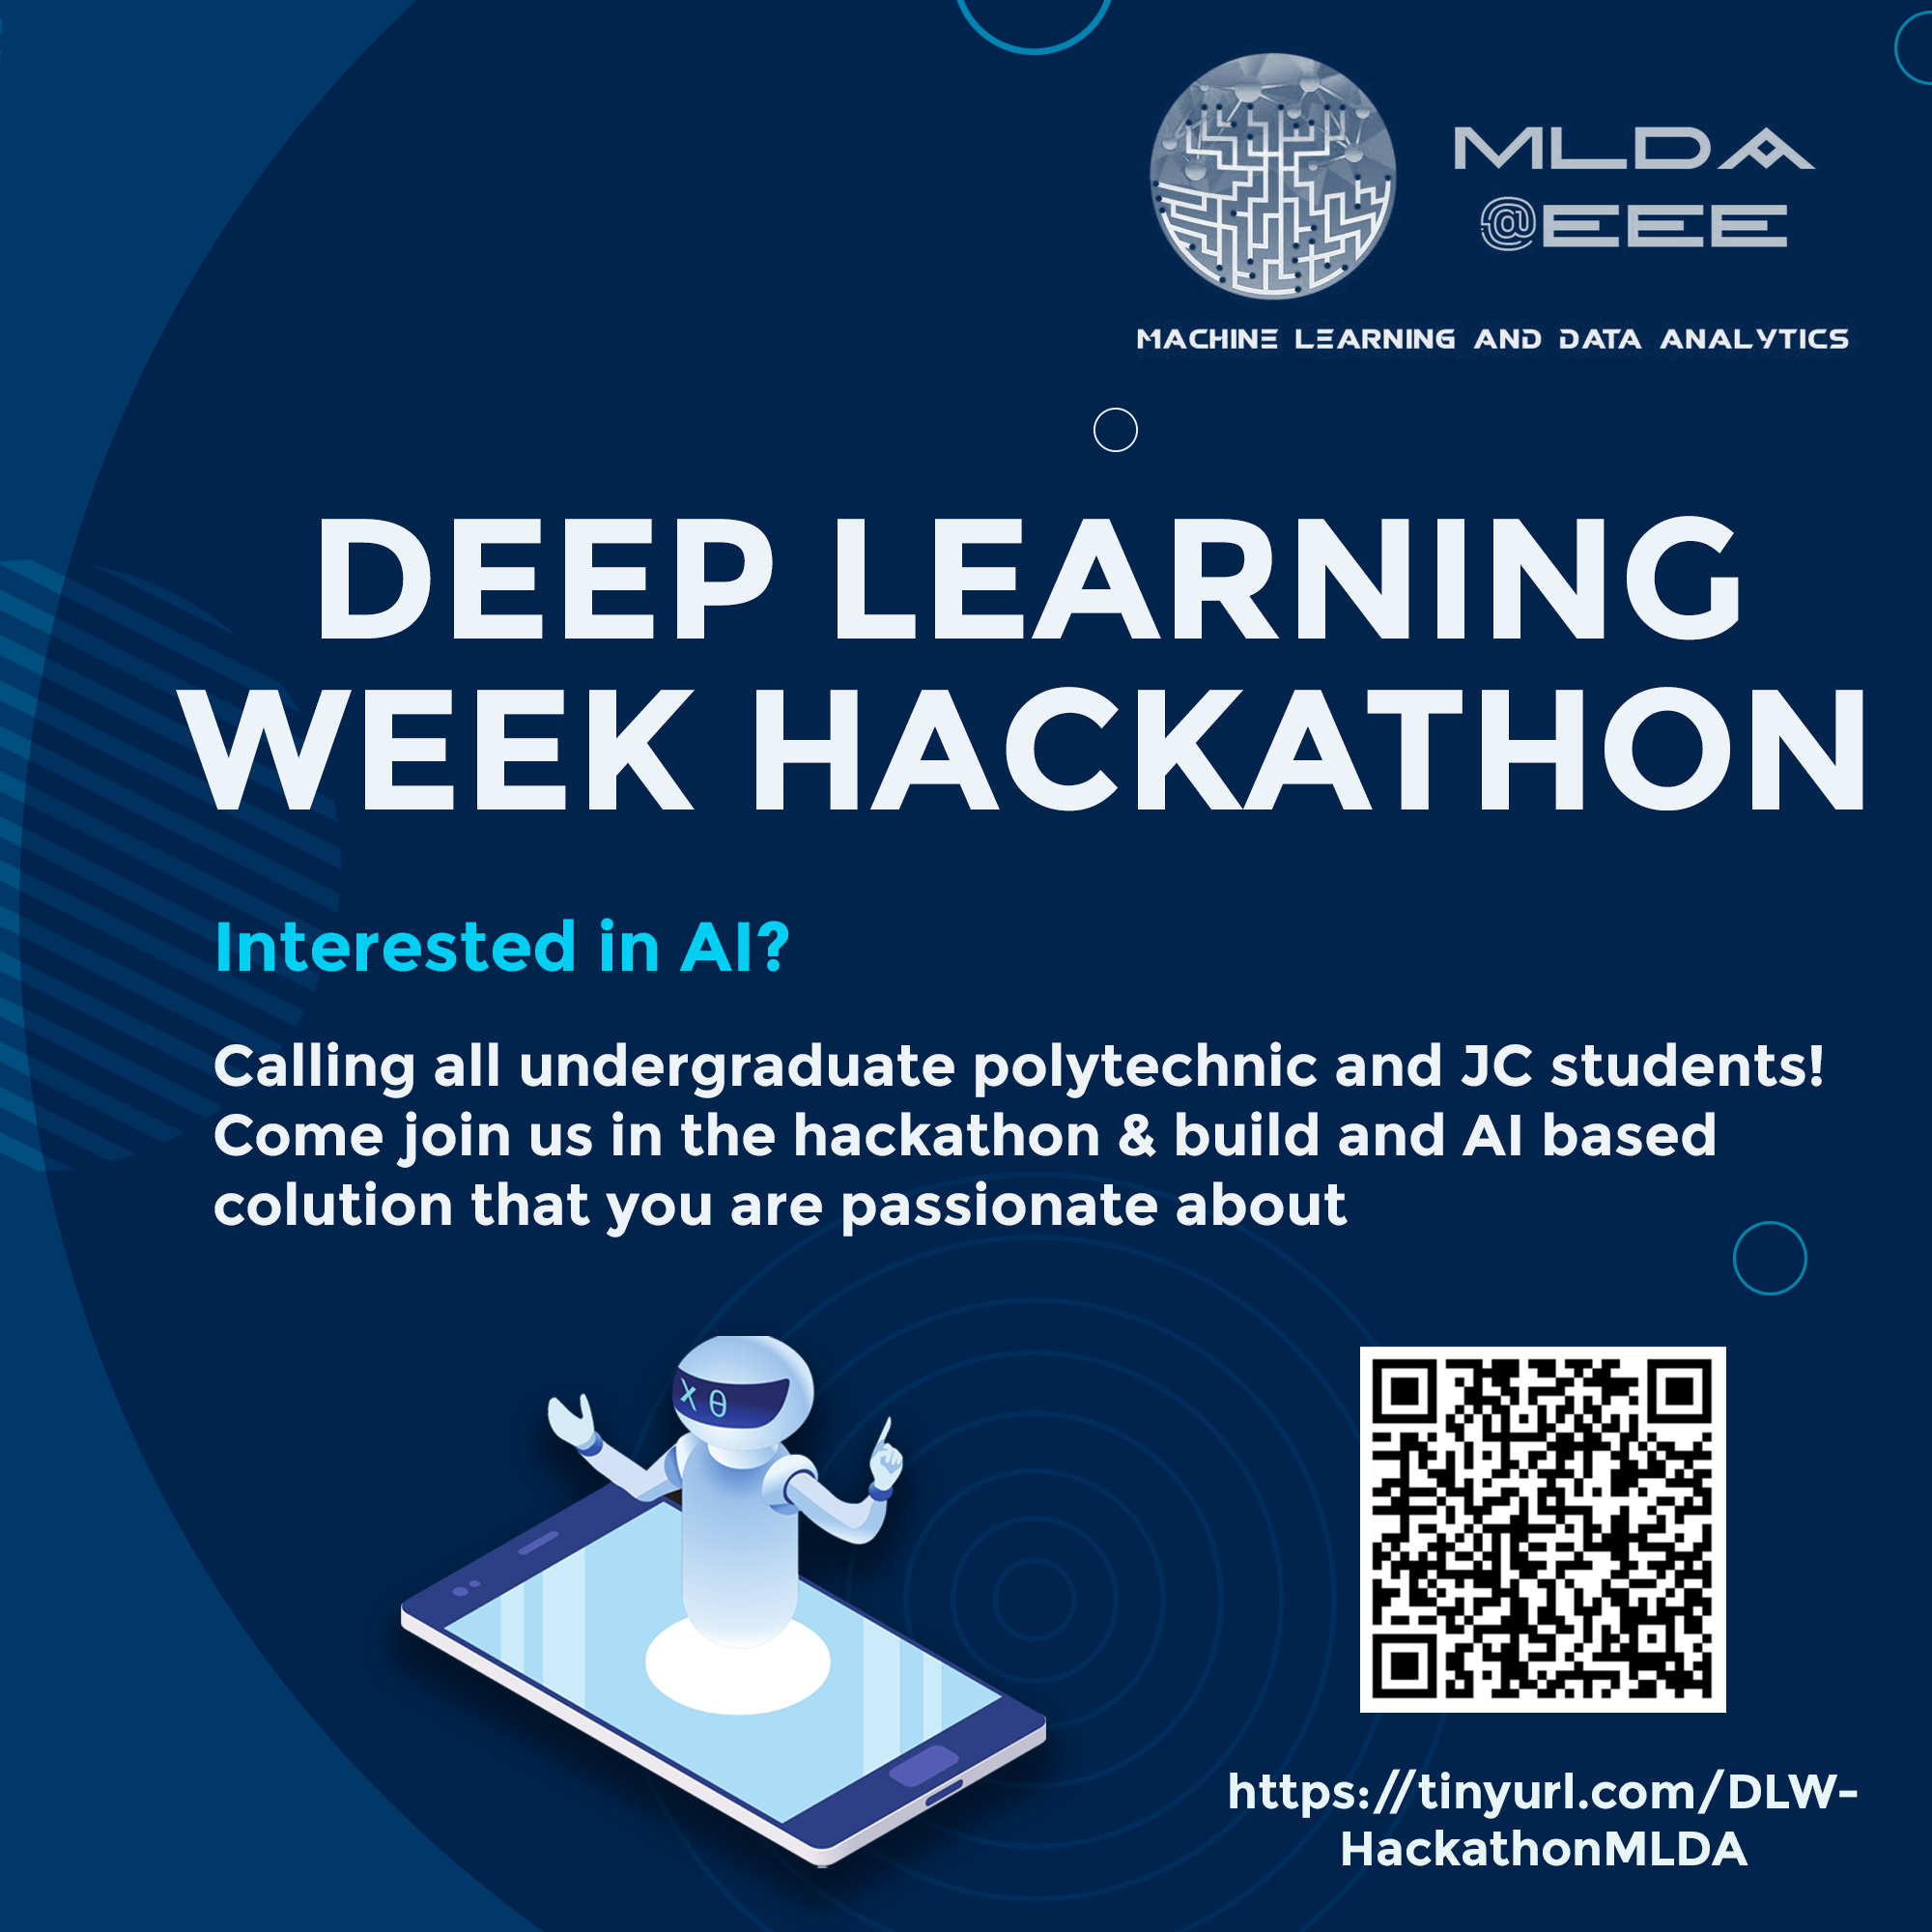 MLDA
@EEE
MACHINE LEARNING AND DATA ANALYTICS
DEEP LEARNING
WEEK HACKATHON
Interested in AI?
Calling all undergraduate polytechnic and JC students!
Come join us in the hackathon & build and AI based
colution that you are passionate about
X θ
https://tinyurl.com/DLW-
HackathonMLDA